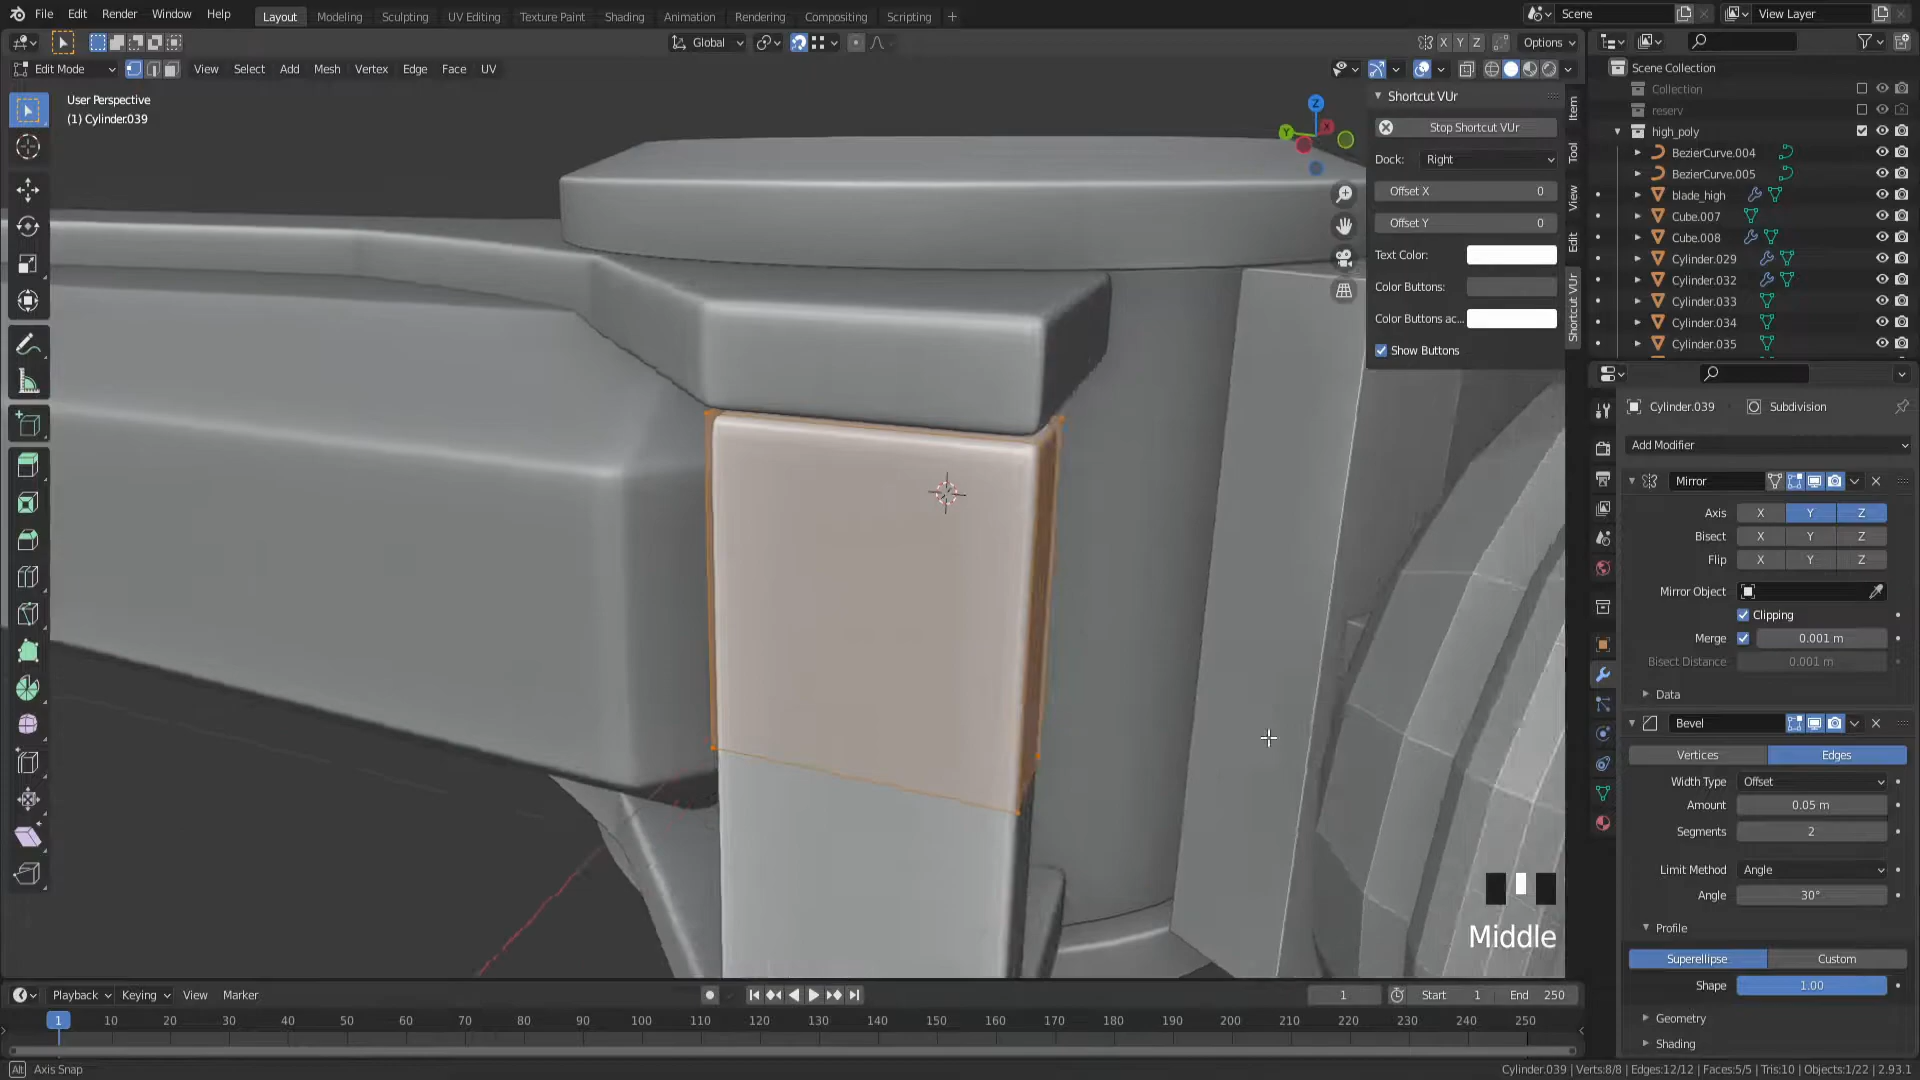 File Edit Render Window Help Layout Modeling Sculpting UV Editing Texture Paint Shading Animation Rendering Compositing Scripting + Scene View Layer
Global X Y Z Options
Edit Mode View Select Add Mesh Vertex Edge Face UV
User Perspective
(1) Cylinder.039
Shortcut VUr
Stop Shortcut VUr
Dock: Right
Offset X 0
Offset Y 0
Text Color:
Color Buttons:
Color Buttons ac...
Show Buttons
Item
Tool
View
Edit
Shortcut VUr
Z
Y
X
Scene Collection
Collection
reserv
high_poly
BezierCurve.004
BezierCurve.005
blade_high
Cube.007
Cube.008
Cylinder.029
Cylinder.032
Cylinder.033
Cylinder.034
Cylinder.035
Cylinder.039 Subdivision
Add Modifier
Mirror
Axis X Y Z
Bisect X Y Z
Flip X Y Z
Mirror Object
Clipping
Merge 0.001 m
Bisect Distance 0.001 m
Data
Bevel
Vertices Edges
Width Type Offset
Amount 0.05 m
Segments 2
Limit Method Angle
Angle 30°
Profile
Superellipse Custom
Shape 1.00
Geometry
Shading
Middle
Playback Keying View Marker 1 Start 1 End 250
1 10 20 30 40 50 60 70 80 90 100 110 120 130 140 150 160 170 180 190 200 210 220 230 240 250
Alt Axis Snap Cylinder.039 | Verts:8/8 | Edges:12/12 | Faces:5/5 | Tris:10 | Objects:1/22 | 2.93.1